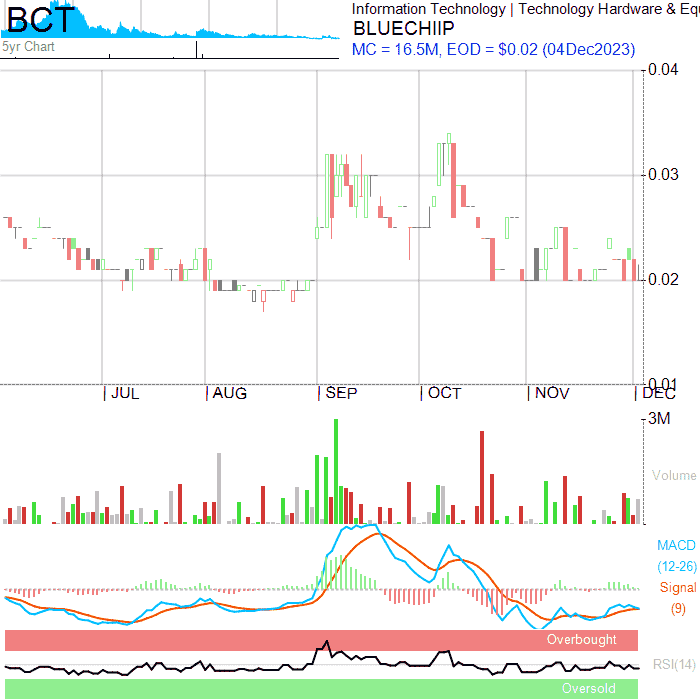 BCT
5yr Chart
Information Technology | Technology Hardware & Equ
BLUECHIIP
MC = 16.5M, EOD = $0.02 (04Dec2023)
0.04
0.03
0.02
0.01
JUL AUG SEP OCT NOV DEC
3M
Volume
MACD
(12-26)
Signal
(9)
Overbought
RSI(14)
Oversold